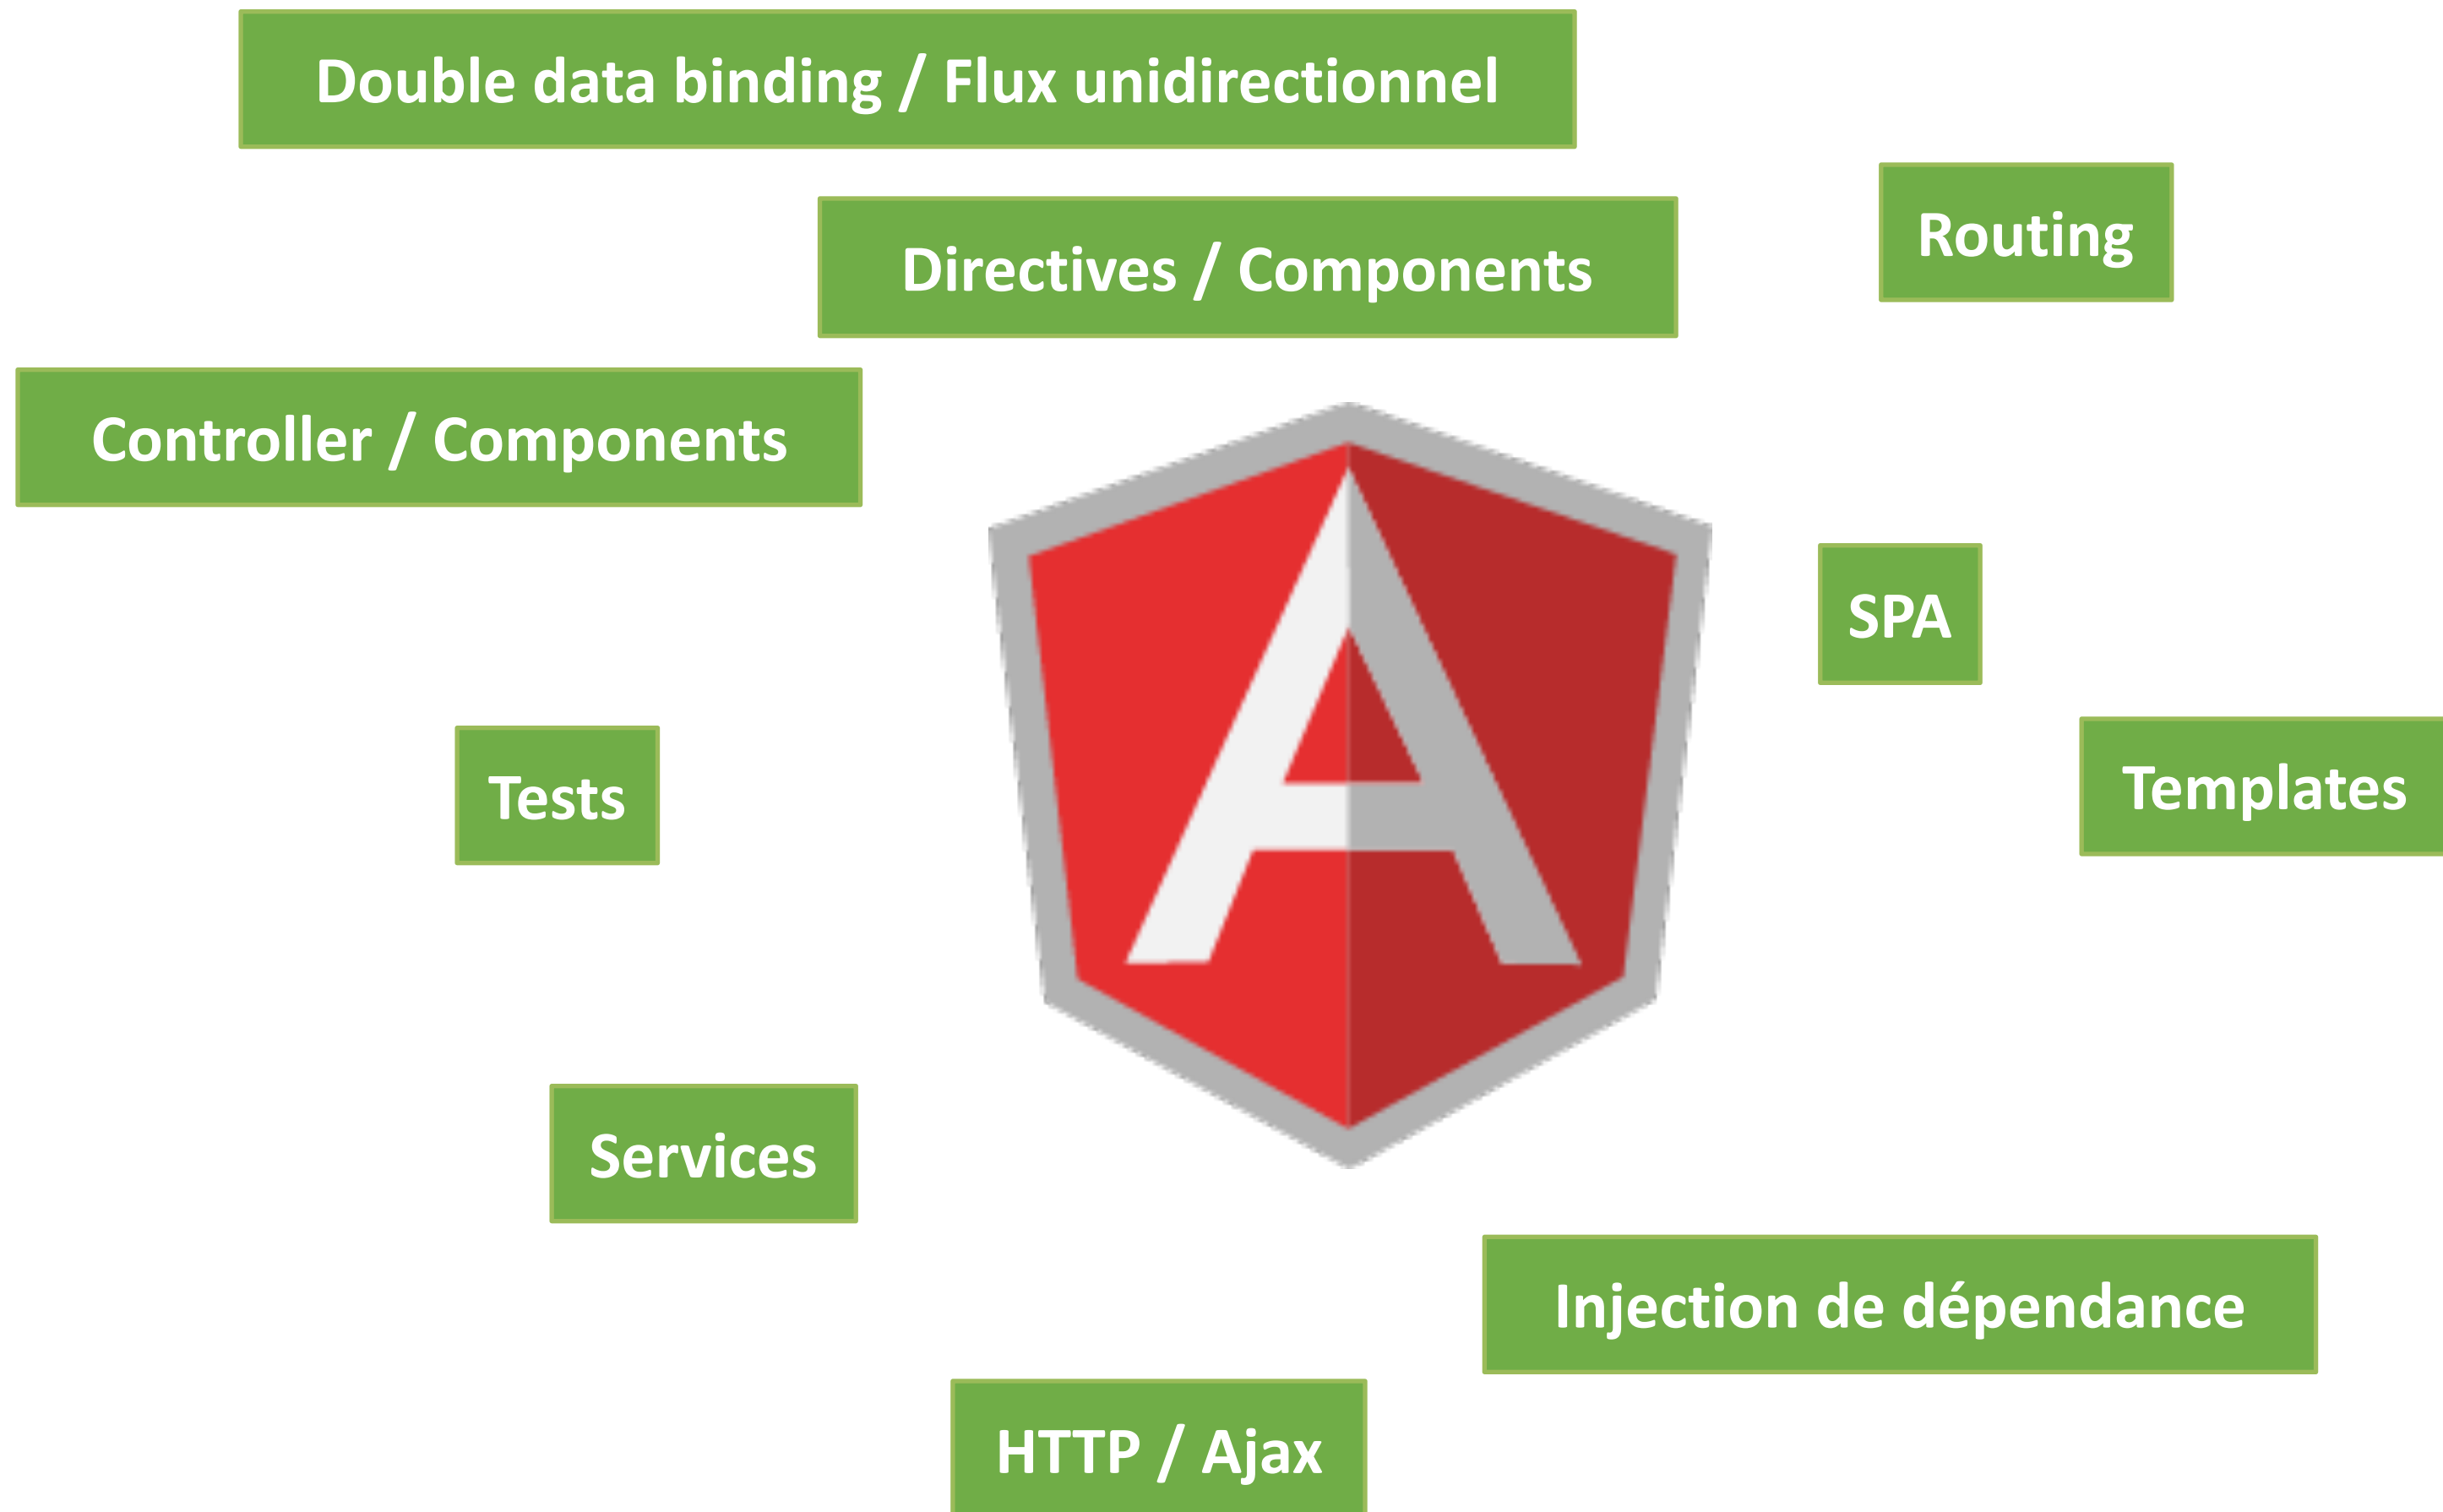 Double data binding / Flux unidirectionnel
Routing
Directives / Components
Controller / Components
SPA
Tests
Templates
Services
Injection de dépendance
HTTP / Ajax